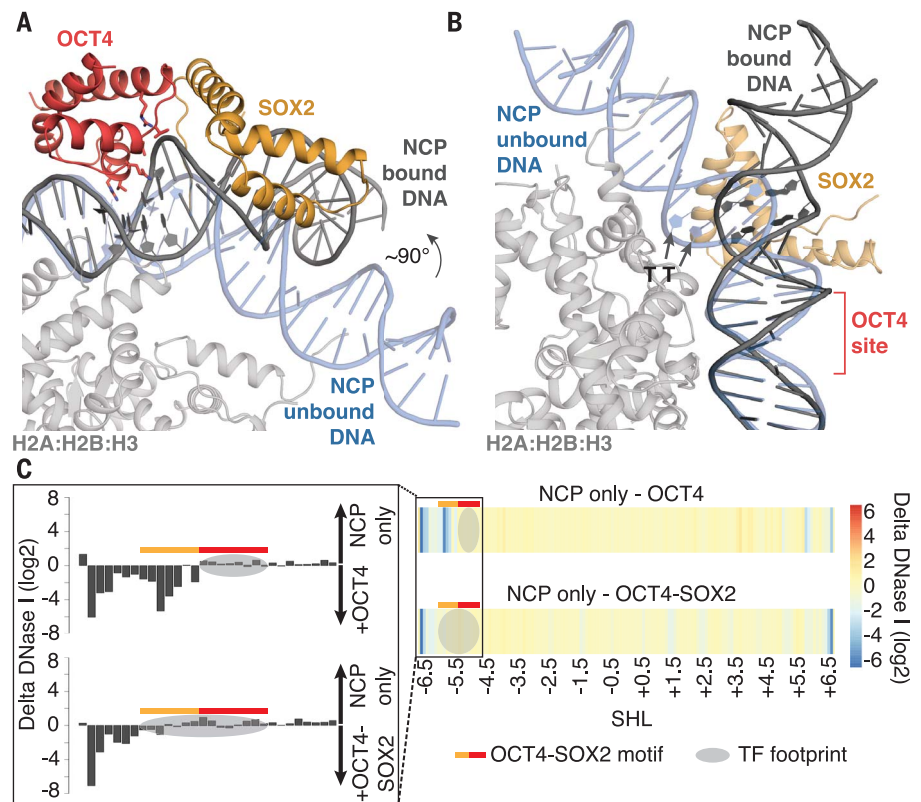 A
OCT4
SOX2
NCP
bound
DNA
~90°
NCP
unbound
DNA
H2A:H2B:H3
B
NCP
bound
DNA
NCP
unbound
DNA
SOX2
T T
OCT4
site
H2A:H2B:H3
C
Delta DNase I (log2)
8
4
0
-4
-8
NCP
only
+OCT4
8
4
0
-4
-8
NCP
only
+OCT4-
SOX2
NCP only - OCT4
NCP only - OCT4-SOX2
-6.5
-5.5
-4.5
-3.5
-2.5
-1.5
-0.5
+0.5
+1.5
+2.5
+3.5
+4.5
+5.5
+6.5
SHL
6
4
2
0
-2
-4
-6
Delta DNase I (log2)
OCT4-SOX2 motif
TF footprint